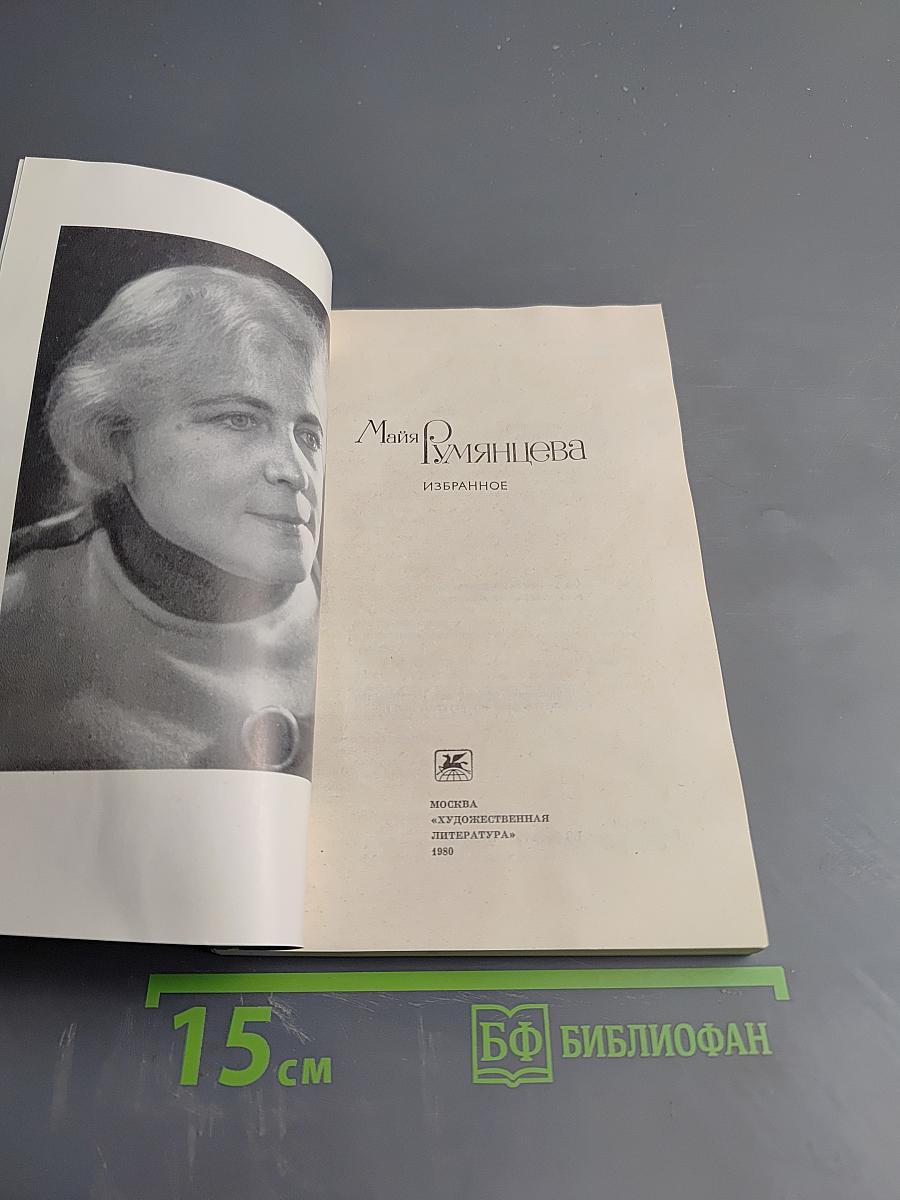 Майя Румянцева
ИЗБРАННОЕ
МОСКВА
«ХУДОЖЕСТВЕННАЯ
ЛИТЕРАТУРА»
1980
15 см
БФ БИБЛИОФАН